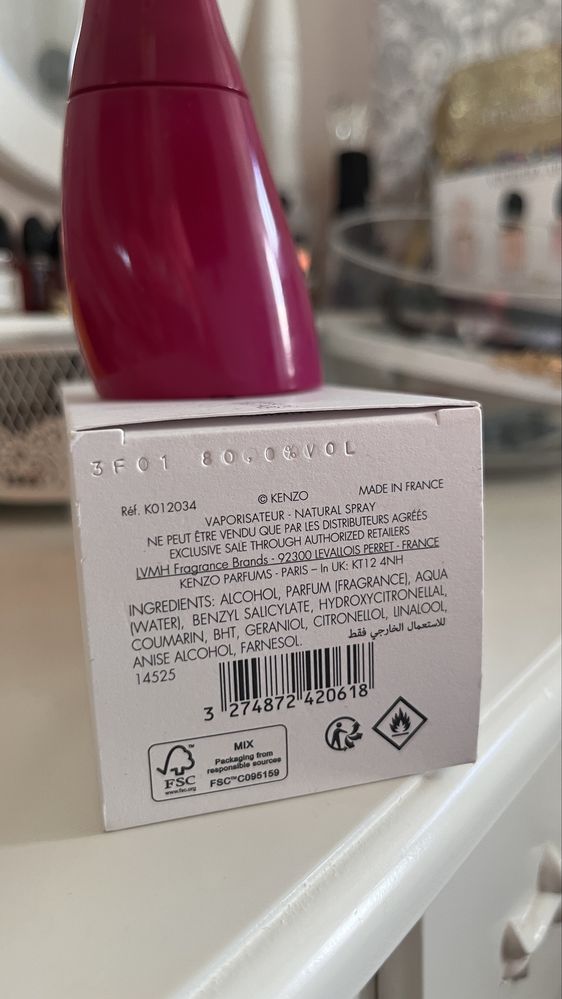 3F01 80.0%VOL
Réf. K012034
© KENZO
MADE IN FRANCE
VAPORISATEUR - NATURAL SPRAY
NE PEUT ÊTRE VENDU QUE PAR LES DISTRIBUTEURS AGRÉÉS
EXCLUSIVE SALE THROUGH AUTHORIZED RETAILERS
LVMH Fragrance Brands - 92300 LEVALLOIS PERRET - FRANCE
KENZO PARFUMS - PARIS – In UK: KT12 4NH
INGREDIENTS: ALCOHOL, PARFUM (FRAGRANCE), AQUA
(WATER), BENZYL SALICYLATE, HYDROXYCITRONELLAL,
COUMARIN, BHT, GERANIOL, CITRONELLOL, LINALOOL,
ANISE ALCOHOL, FARNESOL.
للاستعمال الخارجي فقط
14525
3 274872 420618
FSC™
www.fsc.org
MIX
Packaging from
responsible sources
FSC™ C095159